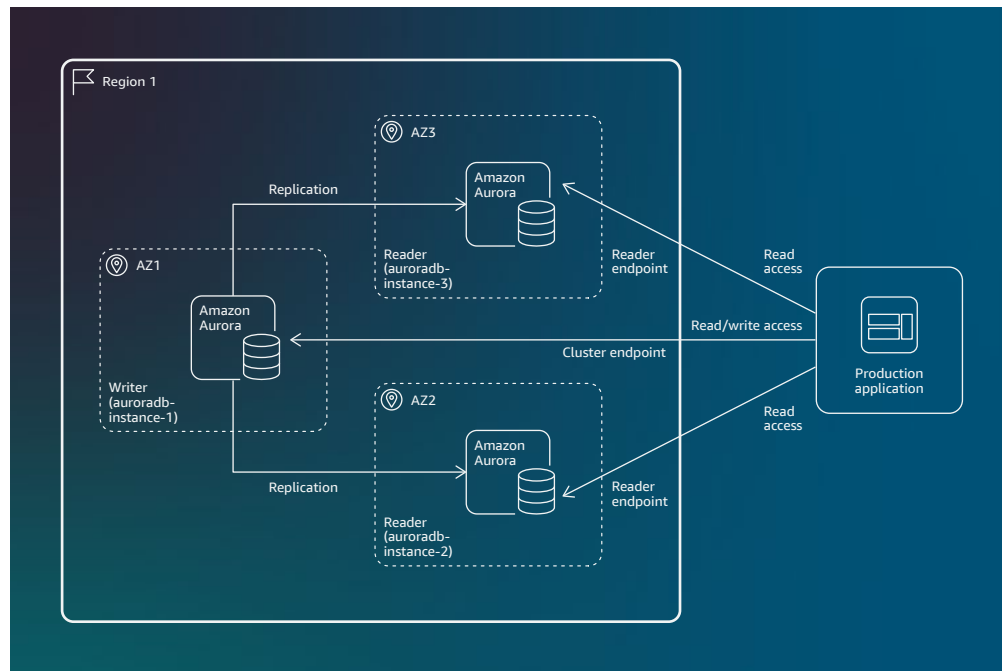 Region 1
AZ3
Amazon
Aurora
Replication
Reader
(auroradb-
instance-3)
Reader
endpoint
Read
access
AZ1
Amazon
Aurora
Writer
(auroradb-
instance-1)
Read/write access
Cluster endpoint
Production
application
AZ2
Amazon
Aurora
Replication
Reader
(auroradb-
instance-2)
Reader
endpoint
Read
access